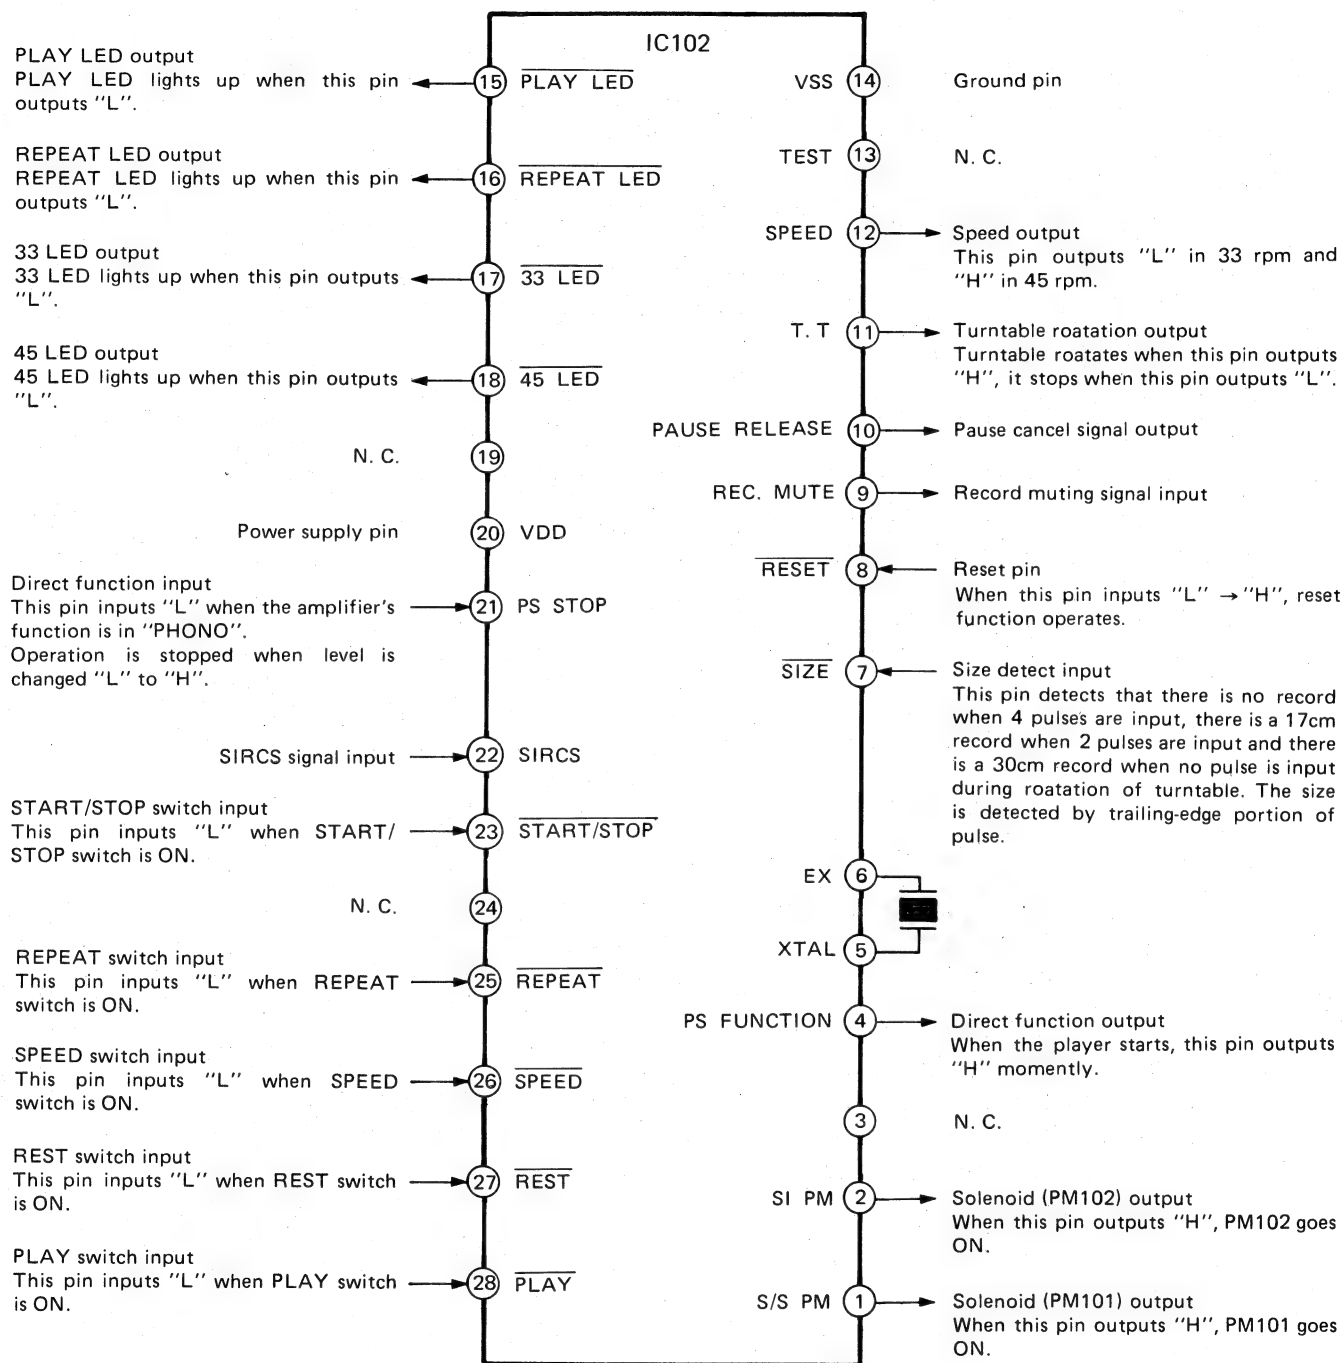 IC102
PLAY LED output
PLAY LED lights up when this pin
outputs "L".
15 PLAY LED
REPEAT LED output
REPEAT LED lights up when this pin
outputs "L".
16 REPEAT LED
33 LED output
33 LED lights up when this pin outputs
"L".
17 33 LED
45 LED output
45 LED lights up when this pin outputs
"L".
18 45 LED
N. C.
19
Power supply pin
20 VDD
Direct function input
This pin inputs "L" when the amplifier's
function is in "PHONO".
Operation is stopped when level is
changed "L" to "H".
21 PS STOP
SIRCS signal input
22 SIRCS
START/STOP switch input
This pin inputs "L" when START/
STOP switch is ON.
23 START/STOP
N. C.
24
REPEAT switch input
This pin inputs "L" when REPEAT
switch is ON.
25 REPEAT
SPEED switch input
This pin inputs "L" when SPEED
switch is ON.
26 SPEED
REST switch input
This pin inputs "L" when REST switch
is ON.
27 REST
PLAY switch input
This pin inputs "L" when PLAY switch
is ON.
28 PLAY
VSS 14
Ground pin
TEST 13
N. C.
SPEED 12
Speed output
This pin outputs "L" in 33 rpm and
"H" in 45 rpm.
T. T 11
Turntable roatation output
Turntable roatates when this pin outputs
"H", it stops when this pin outputs "L".
PAUSE RELEASE 10
Pause cancel signal output
REC. MUTE 9
Record muting signal input
RESET 8
Reset pin
When this pin inputs "L" → "H", reset
function operates.
SIZE 7
Size detect input
This pin detects that there is no record
when 4 pulses are input, there is a 17cm
record when 2 pulses are input and there
is a 30cm record when no pulse is input
during roatation of turntable. The size
is detected by trailing-edge portion of
pulse.
EX 6
XTAL 5
PS FUNCTION 4
Direct function output
When the player starts, this pin outputs
"H" momently.
3
N. C.
SI PM 2
Solenoid (PM102) output
When this pin outputs "H", PM102 goes
ON.
S/S PM 1
Solenoid (PM101) output
When this pin outputs "H", PM101 goes
ON.